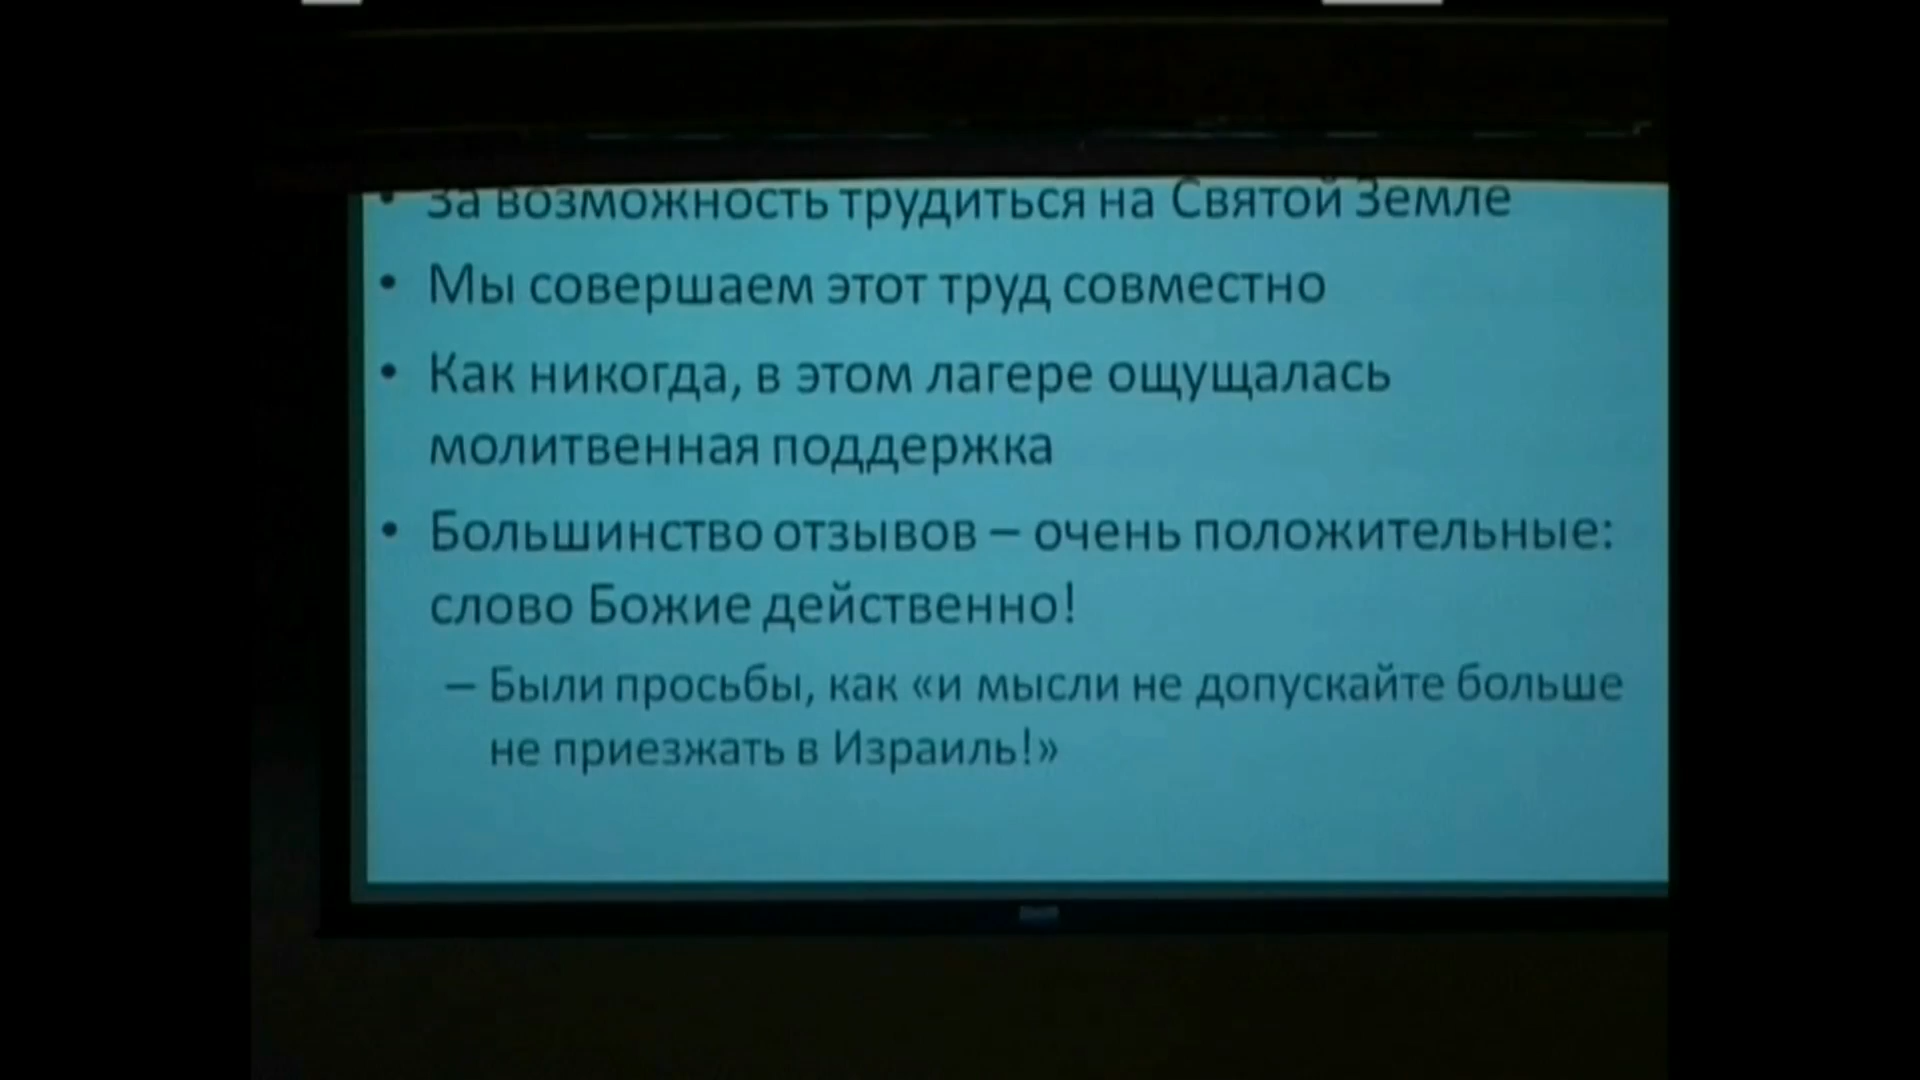 • За возможность трудиться на Святой Земле
• Мы совершаем этот труд совместно
• Как никогда, в этом лагере ощущалась
молитвенная поддержка
• Большинство отзывов – очень положительные:
слово Божие действенно!
– Были просьбы, как «и мысли не допускайте больше
не приезжать в Израиль!»